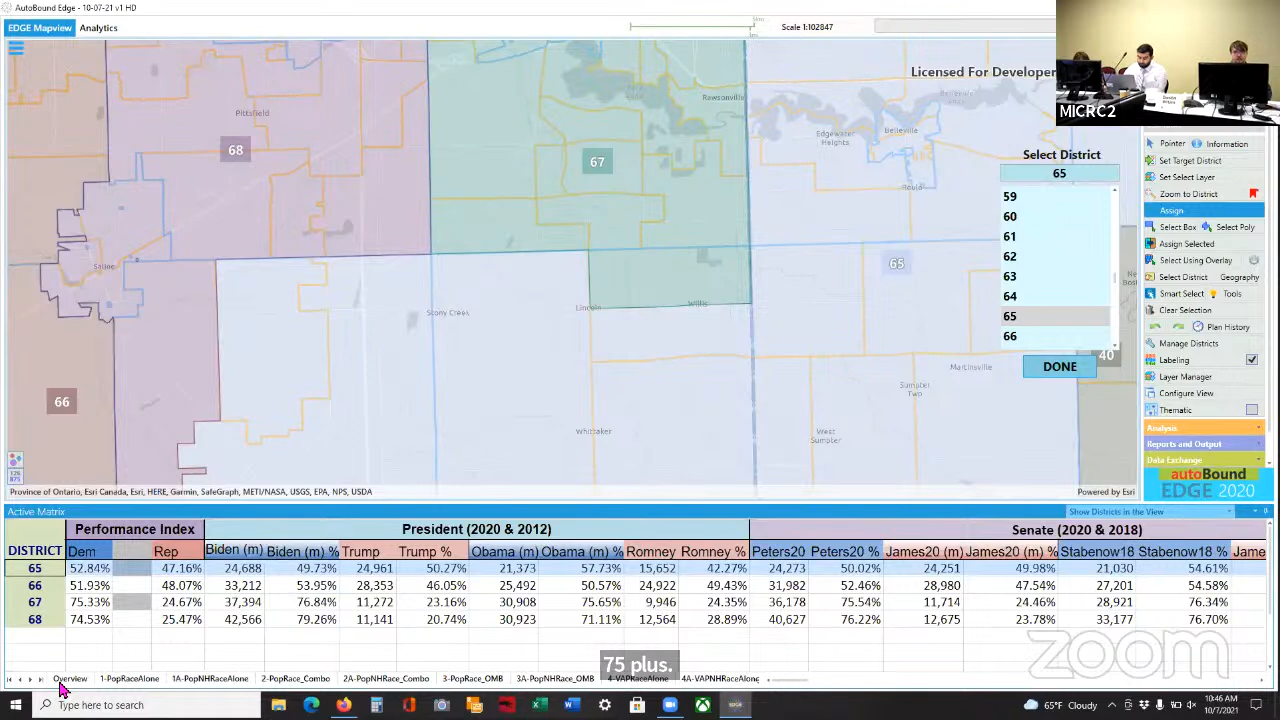 AutoBound Edge - 10-07-21 v1 HD
EDGE Mapview Analytics
Scale 1:102847
Licensed For Developer
MICRC2
Pittsfield
Rawsonville
Edgewater Heights
Belleville
68
67
65
Saline
Stony Creek
Lincoln
Willis
Martinsville
Sumpter Two
40
66
Whittaker
West Sumpter
Select District
65
59
60
61
62
63
64
65
66
DONE
Pointer Information
Set Target District
Set Select Layer
Zoom to District
Assign
Select Box Select Poly
Assign Selected
Select Using Overlay
Select District Geography
Smart Select Tools
Clear Selection
Plan History
Manage Districts
Labeling
Layer Manager
Configure View
Thematic
Analysis
Reports and Output
Data Exchange
autoBound
EDGE 2020
Province of Ontario, Esri Canada, Esri, HERE, Garmin, SafeGraph, METI/NASA, USGS, EPA, NPS, USDA
Powered by Esri
Active Matrix
Show Districts in the View
Performance Index President (2020 & 2012) Senate (2020 & 2018)
DISTRICT Dem Rep Biden (m) Biden (m) % Trump Trump % Obama (m) Obama (m) % Romney Romney % Peters20 Peters20 % James20 (m) James20 (m) % Stabenow18 Stabenow18 % Jame
65 52.84% 47.16% 24,688 49.73% 24,961 50.27% 21,373 57.73% 15,652 42.27% 24,273 50.02% 24,251 49.98% 21,030 54.61%
66 51.93% 48.07% 33,212 53.95% 28,353 46.05% 25,492 50.57% 24,922 49.43% 31,982 52.46% 28,980 47.54% 27,201 54.58%
67 75.33% 24.67% 37,394 76.84% 11,272 23.16% 30,908 75.65% 9,946 24.35% 36,178 75.54% 11,714 24.46% 28,921 76.34%
68 74.53% 25.47% 42,566 79.26% 11,141 20.74% 30,923 71.11% 12,564 28.89% 40,627 76.22% 12,675 23.78% 33,177 76.70%
zoom
75 plus.
Overview 1-PopRaceAlone 1A-PopNHRaceAlone 2-PopRace_Combo 2A-PopNHRace_Combo 3-PopRace_OMB 3A-PopNHRace_OMB 4-VAPRaceAlone 4A-VAPNHRaceAlone
Type here to search
65°F Cloudy
10:46 AM
10/7/2021